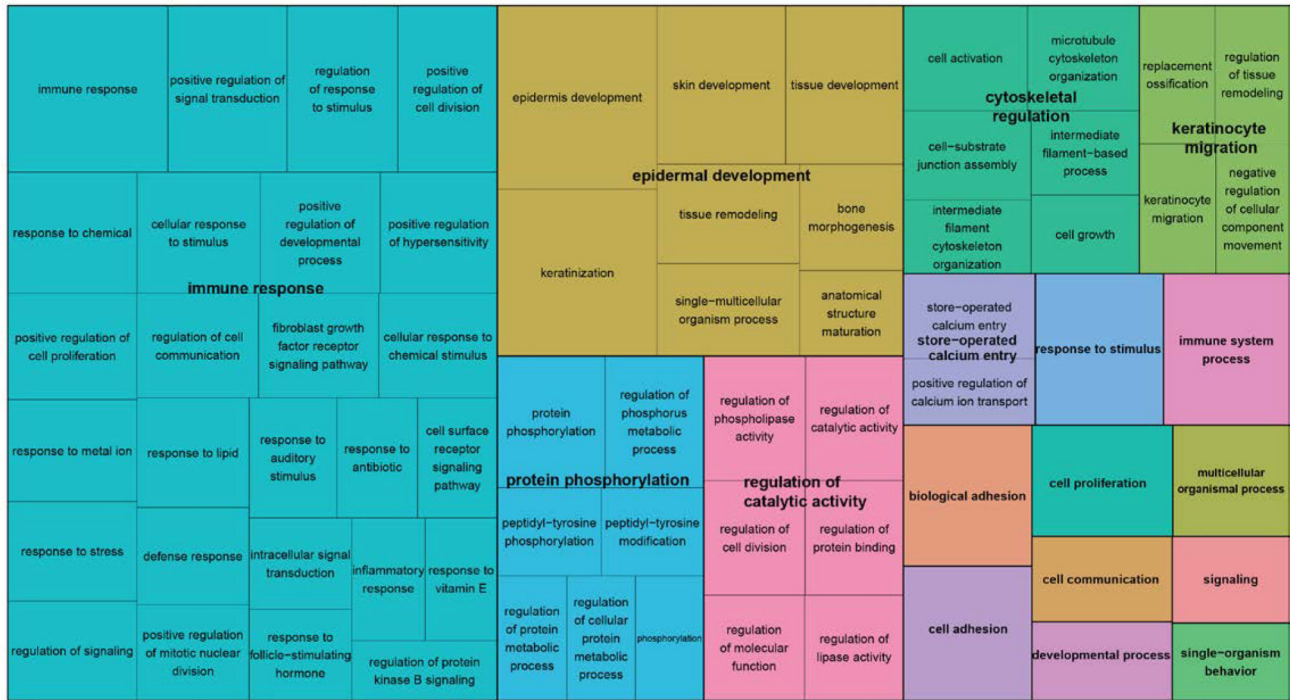 immune response
positive regulation of
signal transduction
regulation
of response
to stimulus
positive
regulation
of cell division
response to chemical
cellular response
to stimulus
positive
regulation of
developmental
process
positive regulation
of hypersensitivity
immune response
positive regulation of
cell proliferation
regulation of cell
communication
fibroblast growth
factor receptor
signaling pathway
cellular response to
chemical stimulus
response to metal ion
response to lipid
response to
auditory
stimulus
response to
antibiotic
cell surface
receptor
signaling
pathway
response to stress
defense response
intracellular signal
transduction
inflammatory
response
response to
vitamin E
regulation of signaling
positive regulation
of mitotic nuclear
division
response to
follicle-stimulating
hormone
regulation of protein
kinase B signaling
epidermis development
skin development
tissue development
epidermal development
keratinization
tissue remodeling
bone
morphogenesis
single-multicellular
organism process
anatomical
structure
maturation
protein
phosphorylation
regulation of
phosphorus
metabolic
process
protein phosphorylation
peptidyl-tyrosine
phosphorylation
peptidyl-tyrosine
modification
regulation
of protein
metabolic
process
regulation
of cellular
protein
metabolic
process
phosphorylation
regulation of
phospholipase
activity
regulation of
catalytic activity
regulation of
catalytic activity
regulation of
cell division
regulation of
protein binding
regulation
of molecular
function
regulation of
lipase activity
cell activation
microtubule
cytoskeleton
organization
cytoskeletal
regulation
cell-substrate
junction assembly
intermediate
filament-based
process
intermediate
filament
cytoskeleton
organization
cell growth
replacement
ossification
regulation
of tissue
remodeling
keratinocyte
migration
keratinocyte
migration
negative
regulation
of cellular
component
movement
store-operated
calcium entry
store-operated
calcium entry
positive regulation of
calcium ion transport
response to stimulus
immune system
process
biological adhesion
cell proliferation
multicellular
organismal process
cell adhesion
cell communication
signaling
developmental process
single-organism
behavior